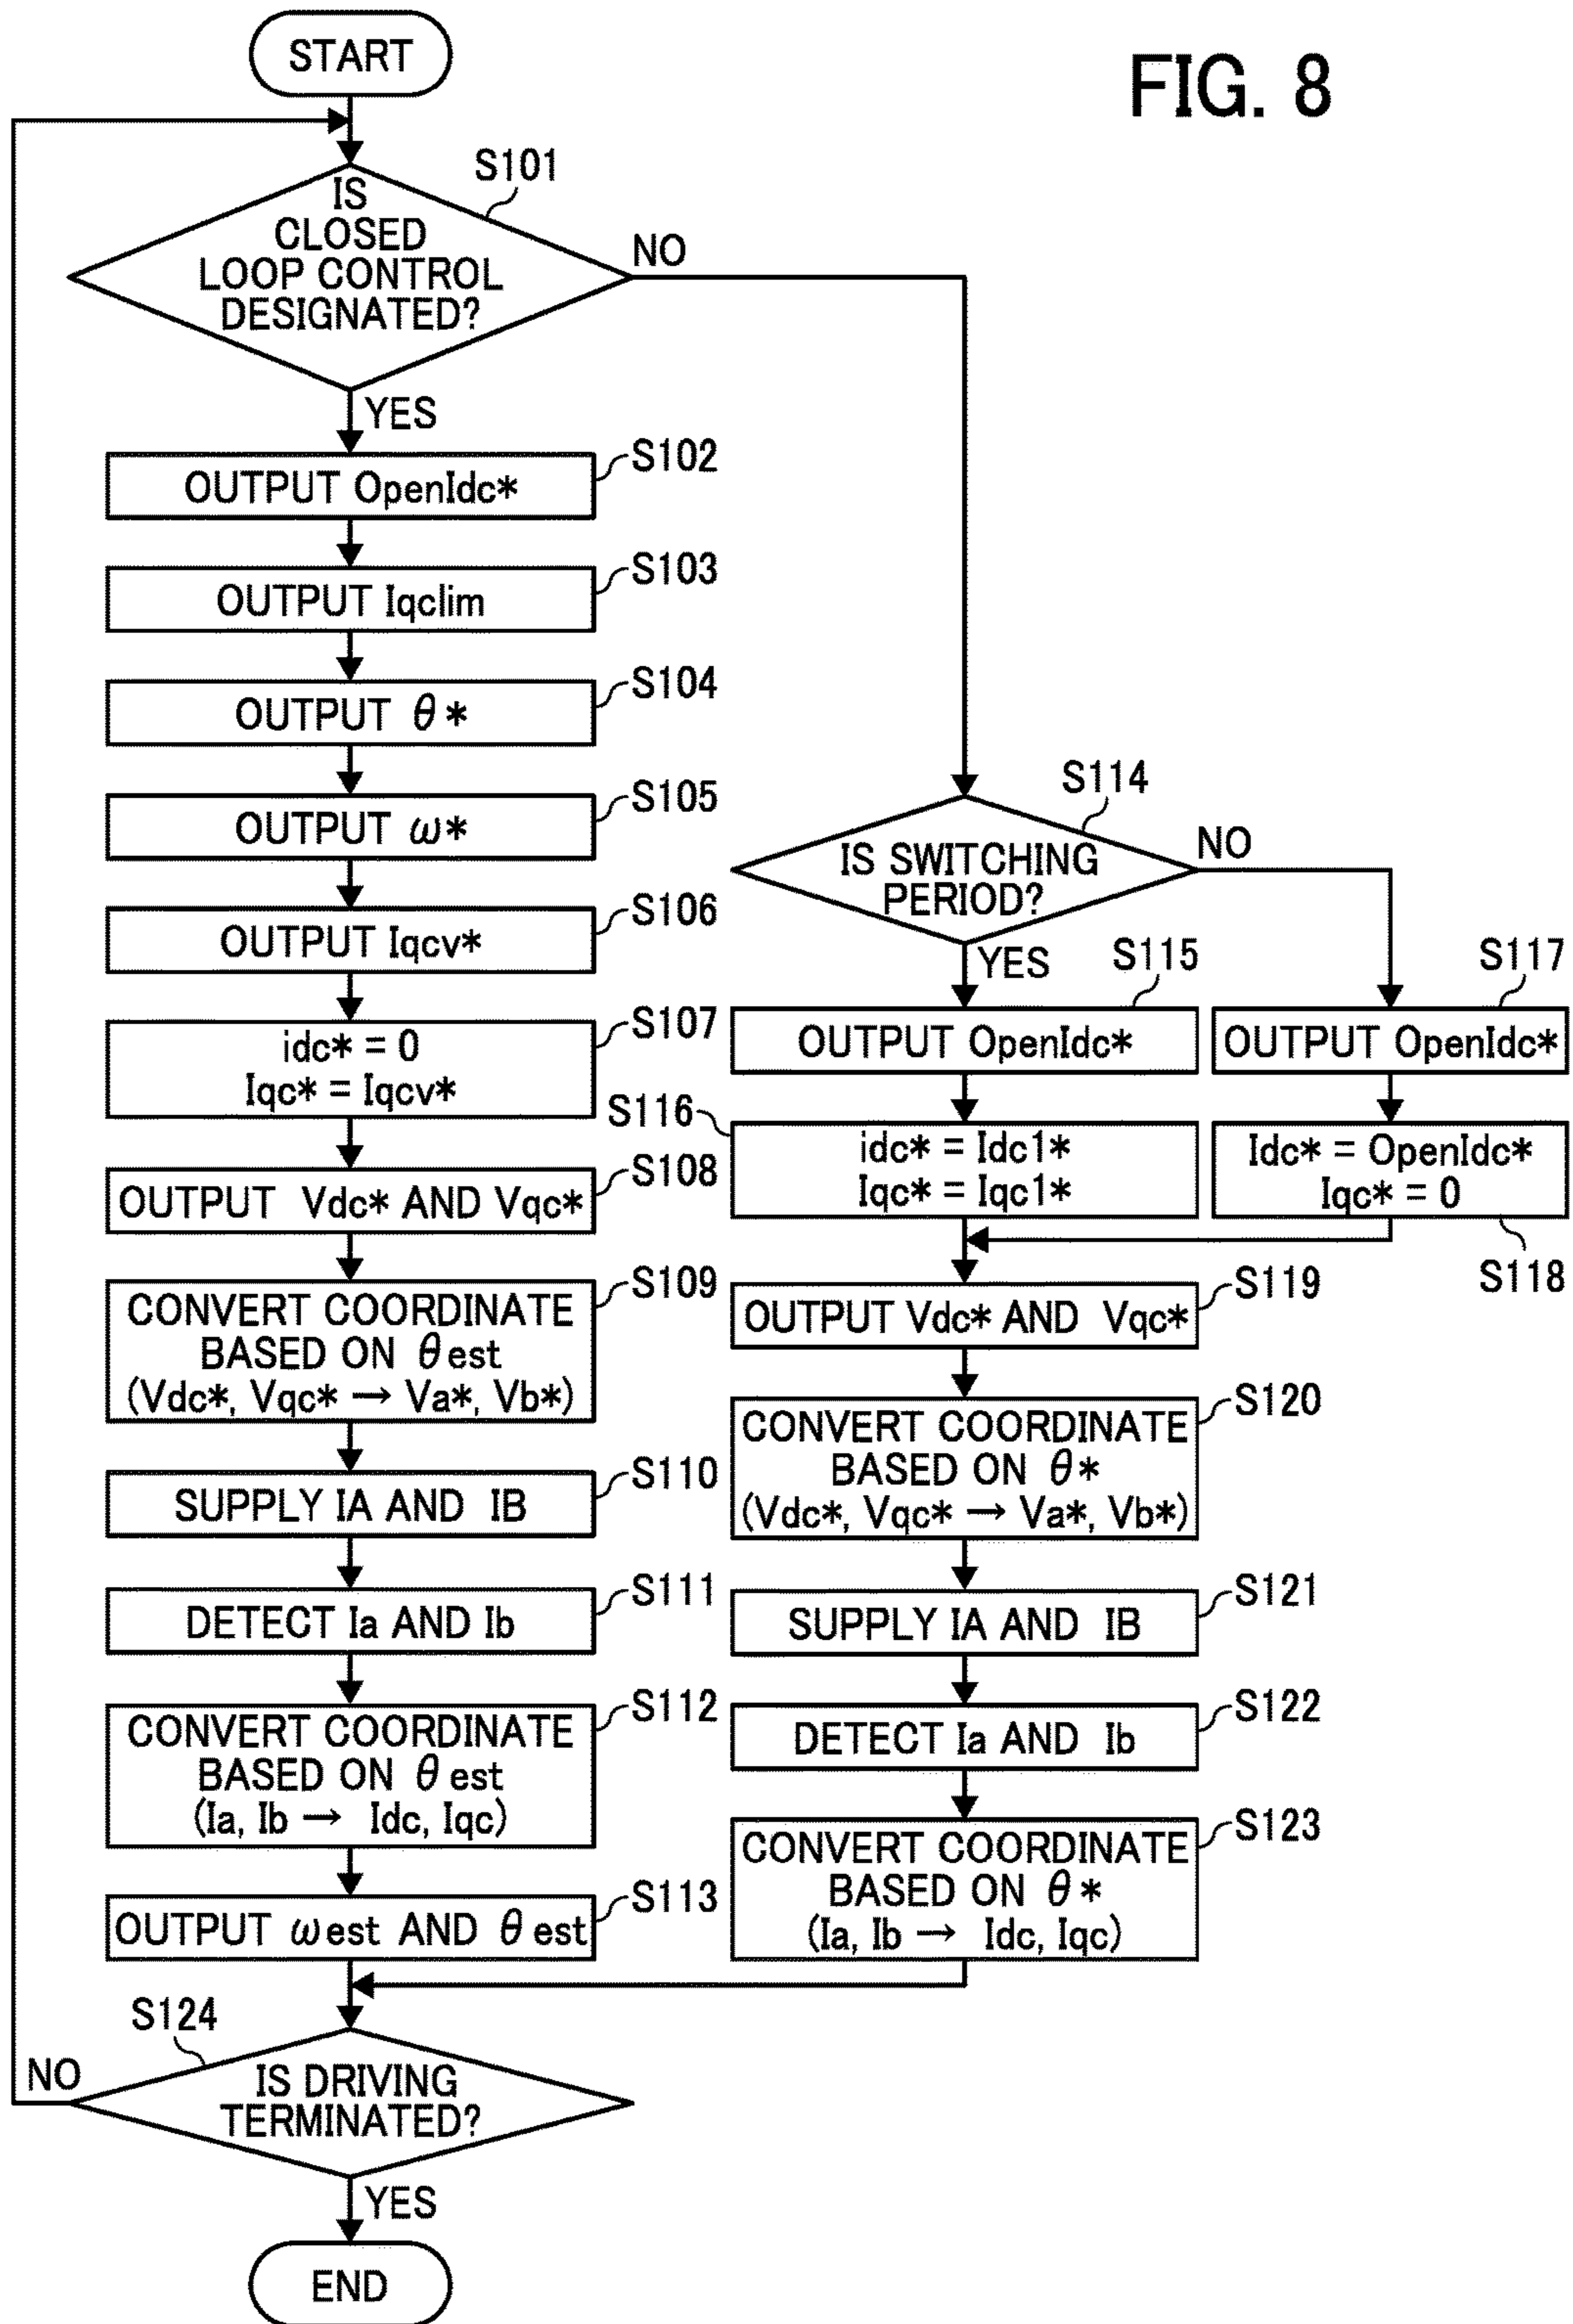 FIG. 8
START
S101
IS
CLOSED
LOOP CONTROL
DESIGNATED?
NO
YES
S102
OUTPUT OpenIdc*
S103
OUTPUT Iqclim
S104
OUTPUT θ*
S105
OUTPUT ω*
S106
OUTPUT Iqcv*
S107
idc* = 0
Iqc* = Iqcv*
S108
OUTPUT Vdc* AND Vqc*
S109
CONVERT COORDINATE
BASED ON θest
(Vdc*, Vqc* → Va*, Vb*)
S110
SUPPLY IA AND IB
S111
DETECT Ia AND Ib
S112
CONVERT COORDINATE
BASED ON θest
(Ia, Ib → Idc, Iqc)
S113
OUTPUT ωest AND θest
S114
IS SWITCHING
PERIOD?
NO
YES
S115
OUTPUT OpenIdc*
S116
idc* = Idc1*
Iqc* = Iqc1*
S117
OUTPUT OpenIdc*
Idc* = OpenIdc*
Iqc* = 0
S118
S119
OUTPUT Vdc* AND Vqc*
S120
CONVERT COORDINATE
BASED ON θ*
(Vdc*, Vqc* → Va*, Vb*)
S121
SUPPLY IA AND IB
S122
DETECT Ia AND Ib
S123
CONVERT COORDINATE
BASED ON θ*
(Ia, Ib → Idc, Iqc)
S124
IS DRIVING
TERMINATED?
NO
YES
END